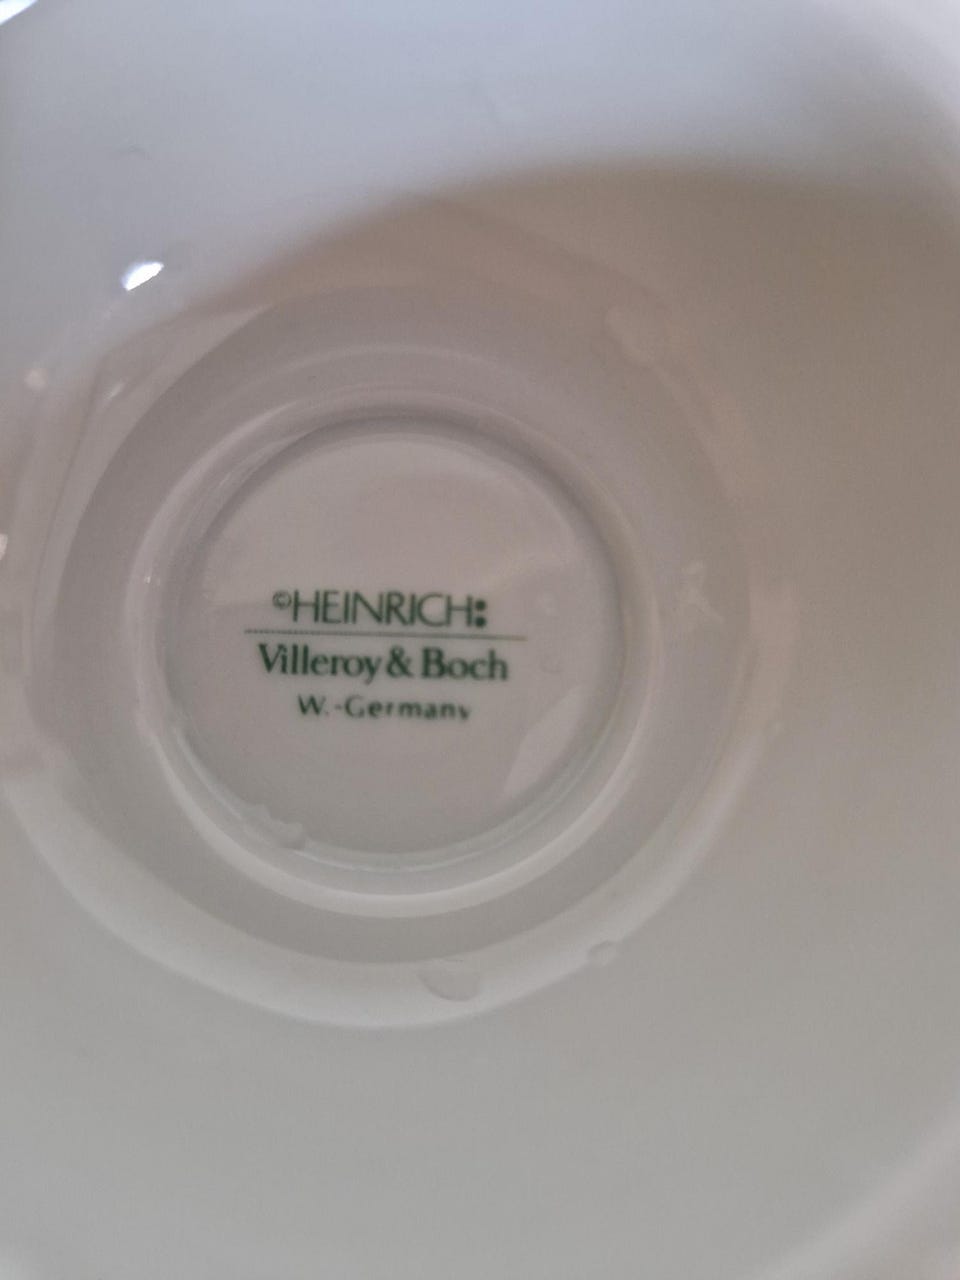 ©HEINRICH:
Villeroy & Boch
W.-Germany